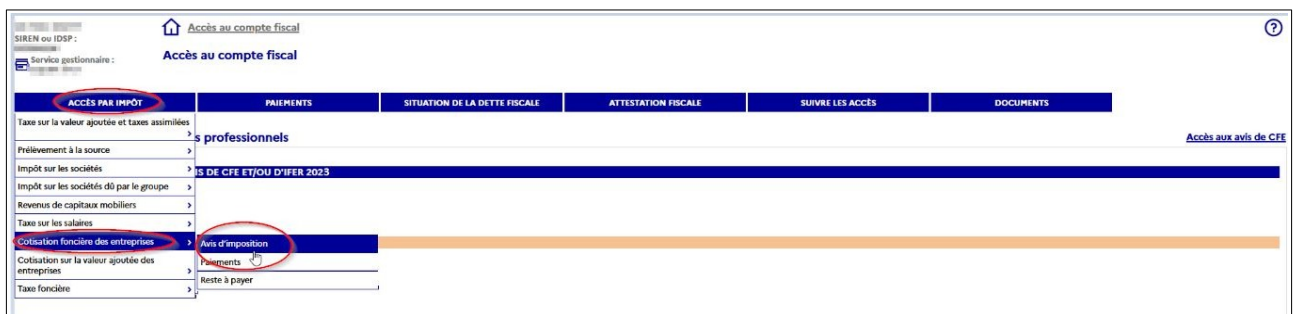 Accès au compte fiscal
SIREN ou IDSP :
Service gestionnaire :
Accès au compte fiscal
ACCÈS PAR IMPÔT
PAIEMENTS
SITUATION DE LA DETTE FISCALE
ATTESTATION FISCALE
SUIVRE LES ACCÈS
DOCUMENTS
Taxe sur la valeur ajoutée et taxes assimilées
s professionnels
Accès aux avis de CFE
Prélèvement à la source
Impôt sur les sociétés
IS DE CFE ET/OU D'IFER 2023
Impôt sur les sociétés dû par le groupe
Revenus de capitaux mobiliers
Taxe sur les salaires
Cotisation foncière des entreprises
Avis d'imposition
Cotisation sur la valeur ajoutée des
entreprises
Paiements
Reste à payer
Taxe foncière